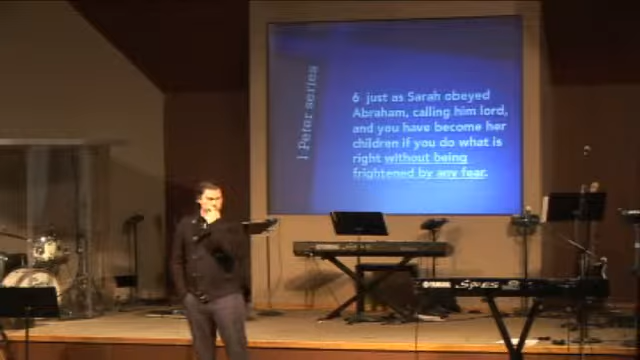 1 Peter series
6 just as Sarah obeyed
Abraham, calling him lord,
and you have become her
children if you do what is
right without being
frightened by any fear.
YAMAHA